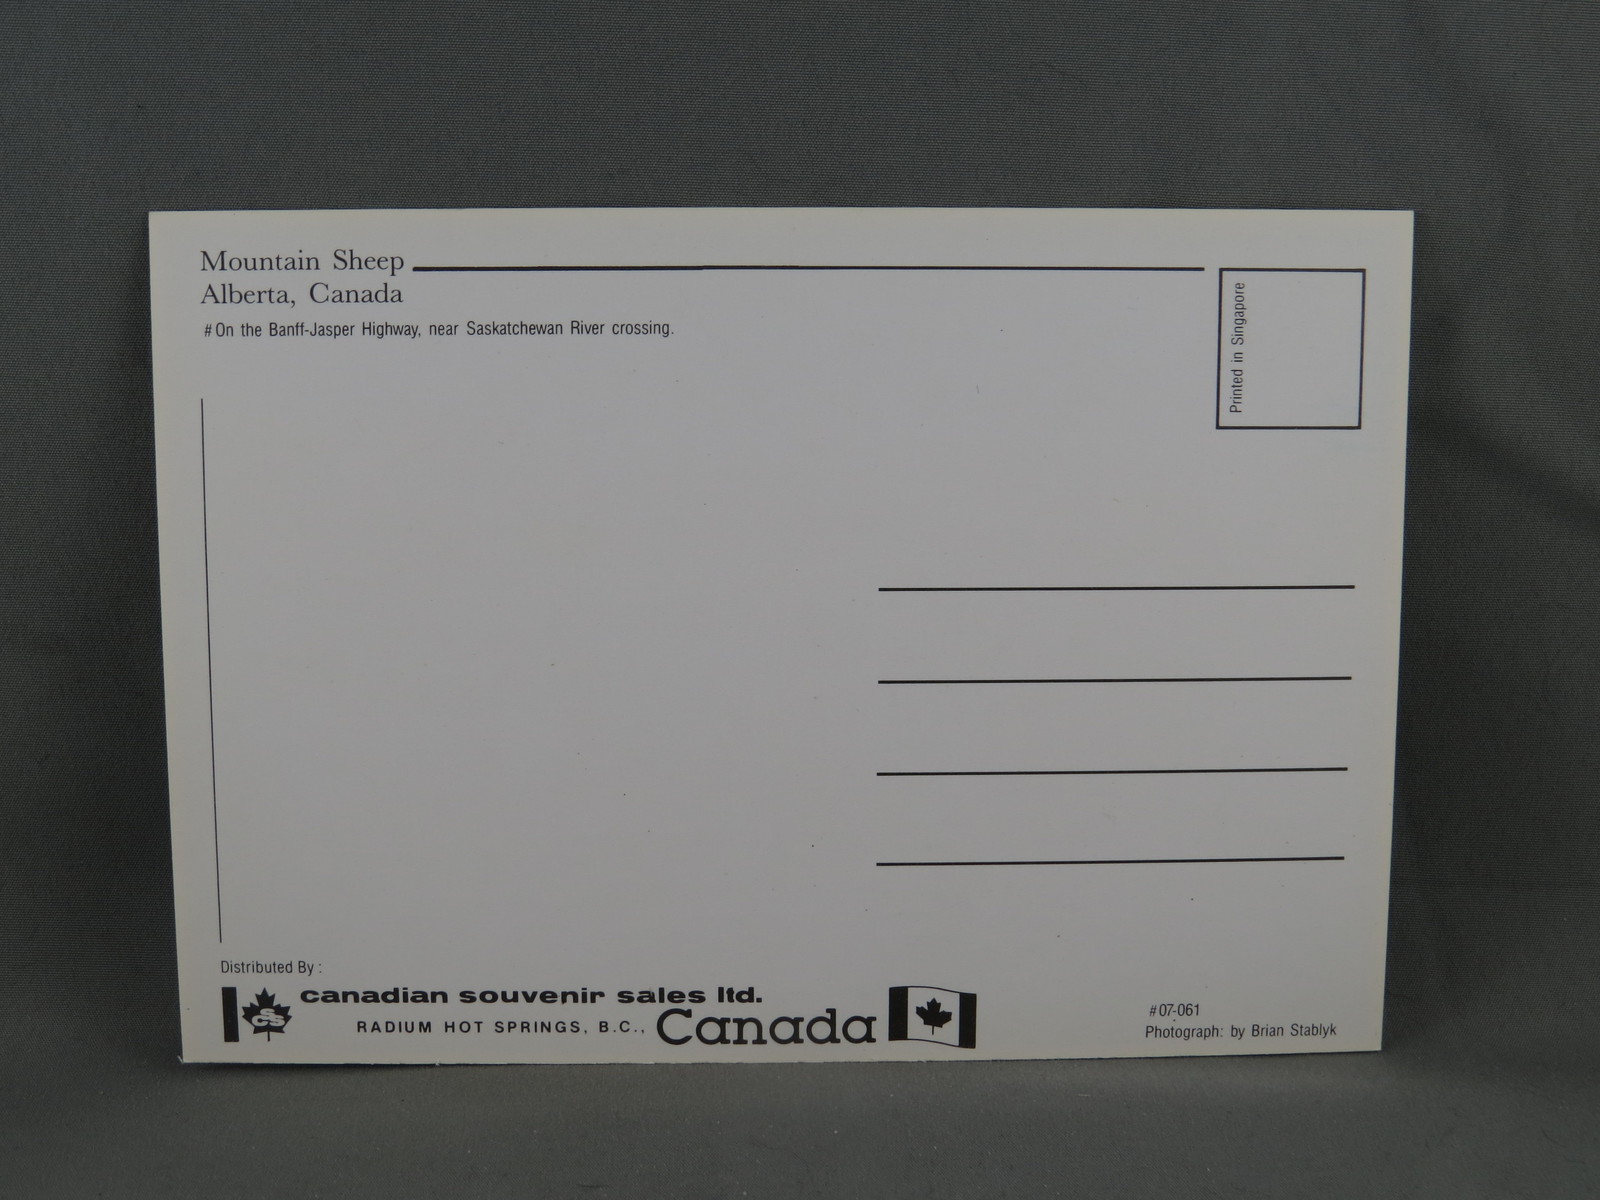 Mountain Sheep
Alberta, Canada
#On the Banff-Jasper Highway, near Saskatchewan River crossing.
Printed in Singapore
Distributed By :
SCS
canadian souvenir sales ltd.
RADIUM HOT SPRINGS, B.C., Canada
#07-061
Photograph: by Brian Stablyk